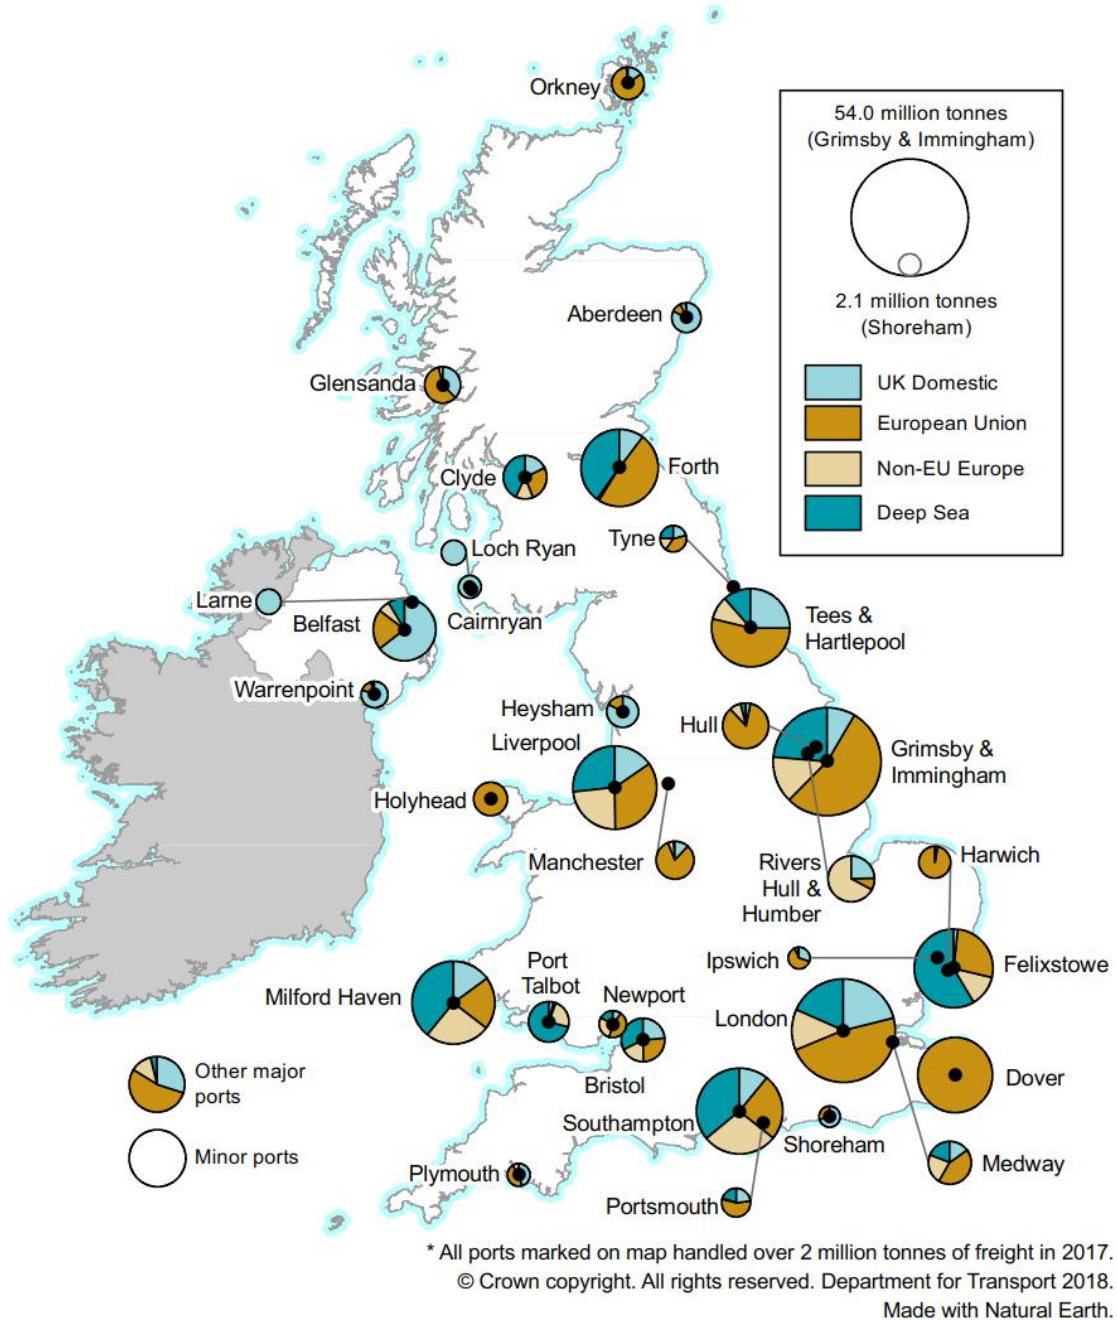 Orkney
54.0 million tonnes
(Grimsby & Immingham)
2.1 million tonnes
(Shoreham)
UK Domestic
European Union
Non-EU Europe
Deep Sea
Aberdeen
Glensanda
Clyde
Forth
Tyne
Loch Ryan
Larne
Belfast
Cairnryan
Tees &
Hartlepool
Warrenpoint
Heysham
Hull
Liverpool
Grimsby &
Immingham
Holyhead
Manchester
Rivers
Hull &
Humber
Harwich
Ipswich
Felixstowe
Port
Talbot
Milford Haven
Newport
London
Bristol
Dover
Other major
ports
Minor ports
Southampton
Shoreham
Medway
Plymouth
Portsmouth
* All ports marked on map handled over 2 million tonnes of freight in 2017.
© Crown copyright. All rights reserved. Department for Transport 2018.
Made with Natural Earth.